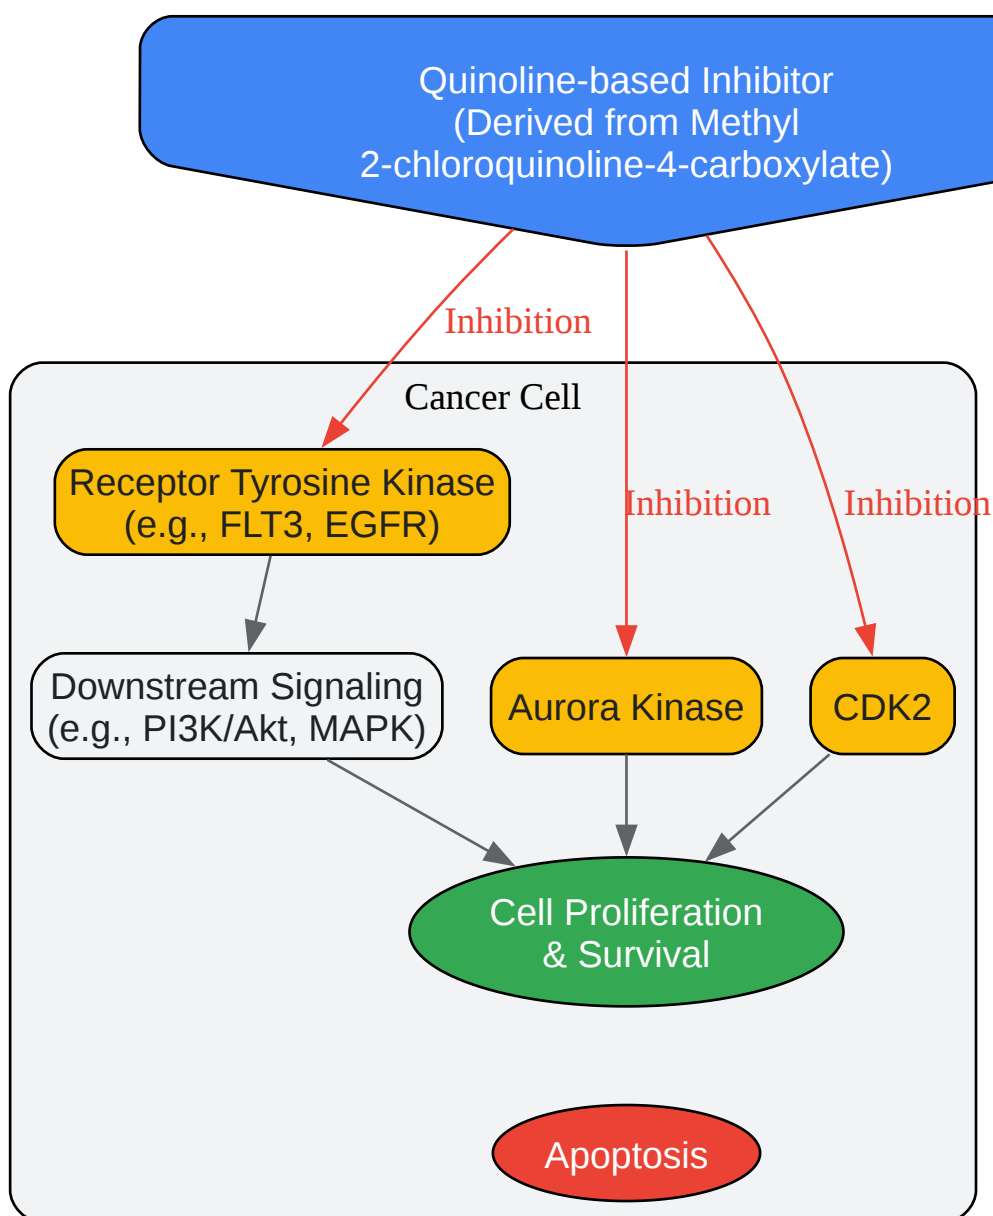 Quinoline-based Inhibitor
(Derived from Methyl
2-chloroquinoline-4-carboxylate)
Inhibition
Cancer Cell
Receptor Tyrosine Kinase
(e.g., FLT3, EGFR)
Inhibition
Inhibition
Downstream Signaling
(e.g., PI3K/Akt, MAPK)
Aurora Kinase
CDK2
Cell Proliferation
& Survival
Apoptosis